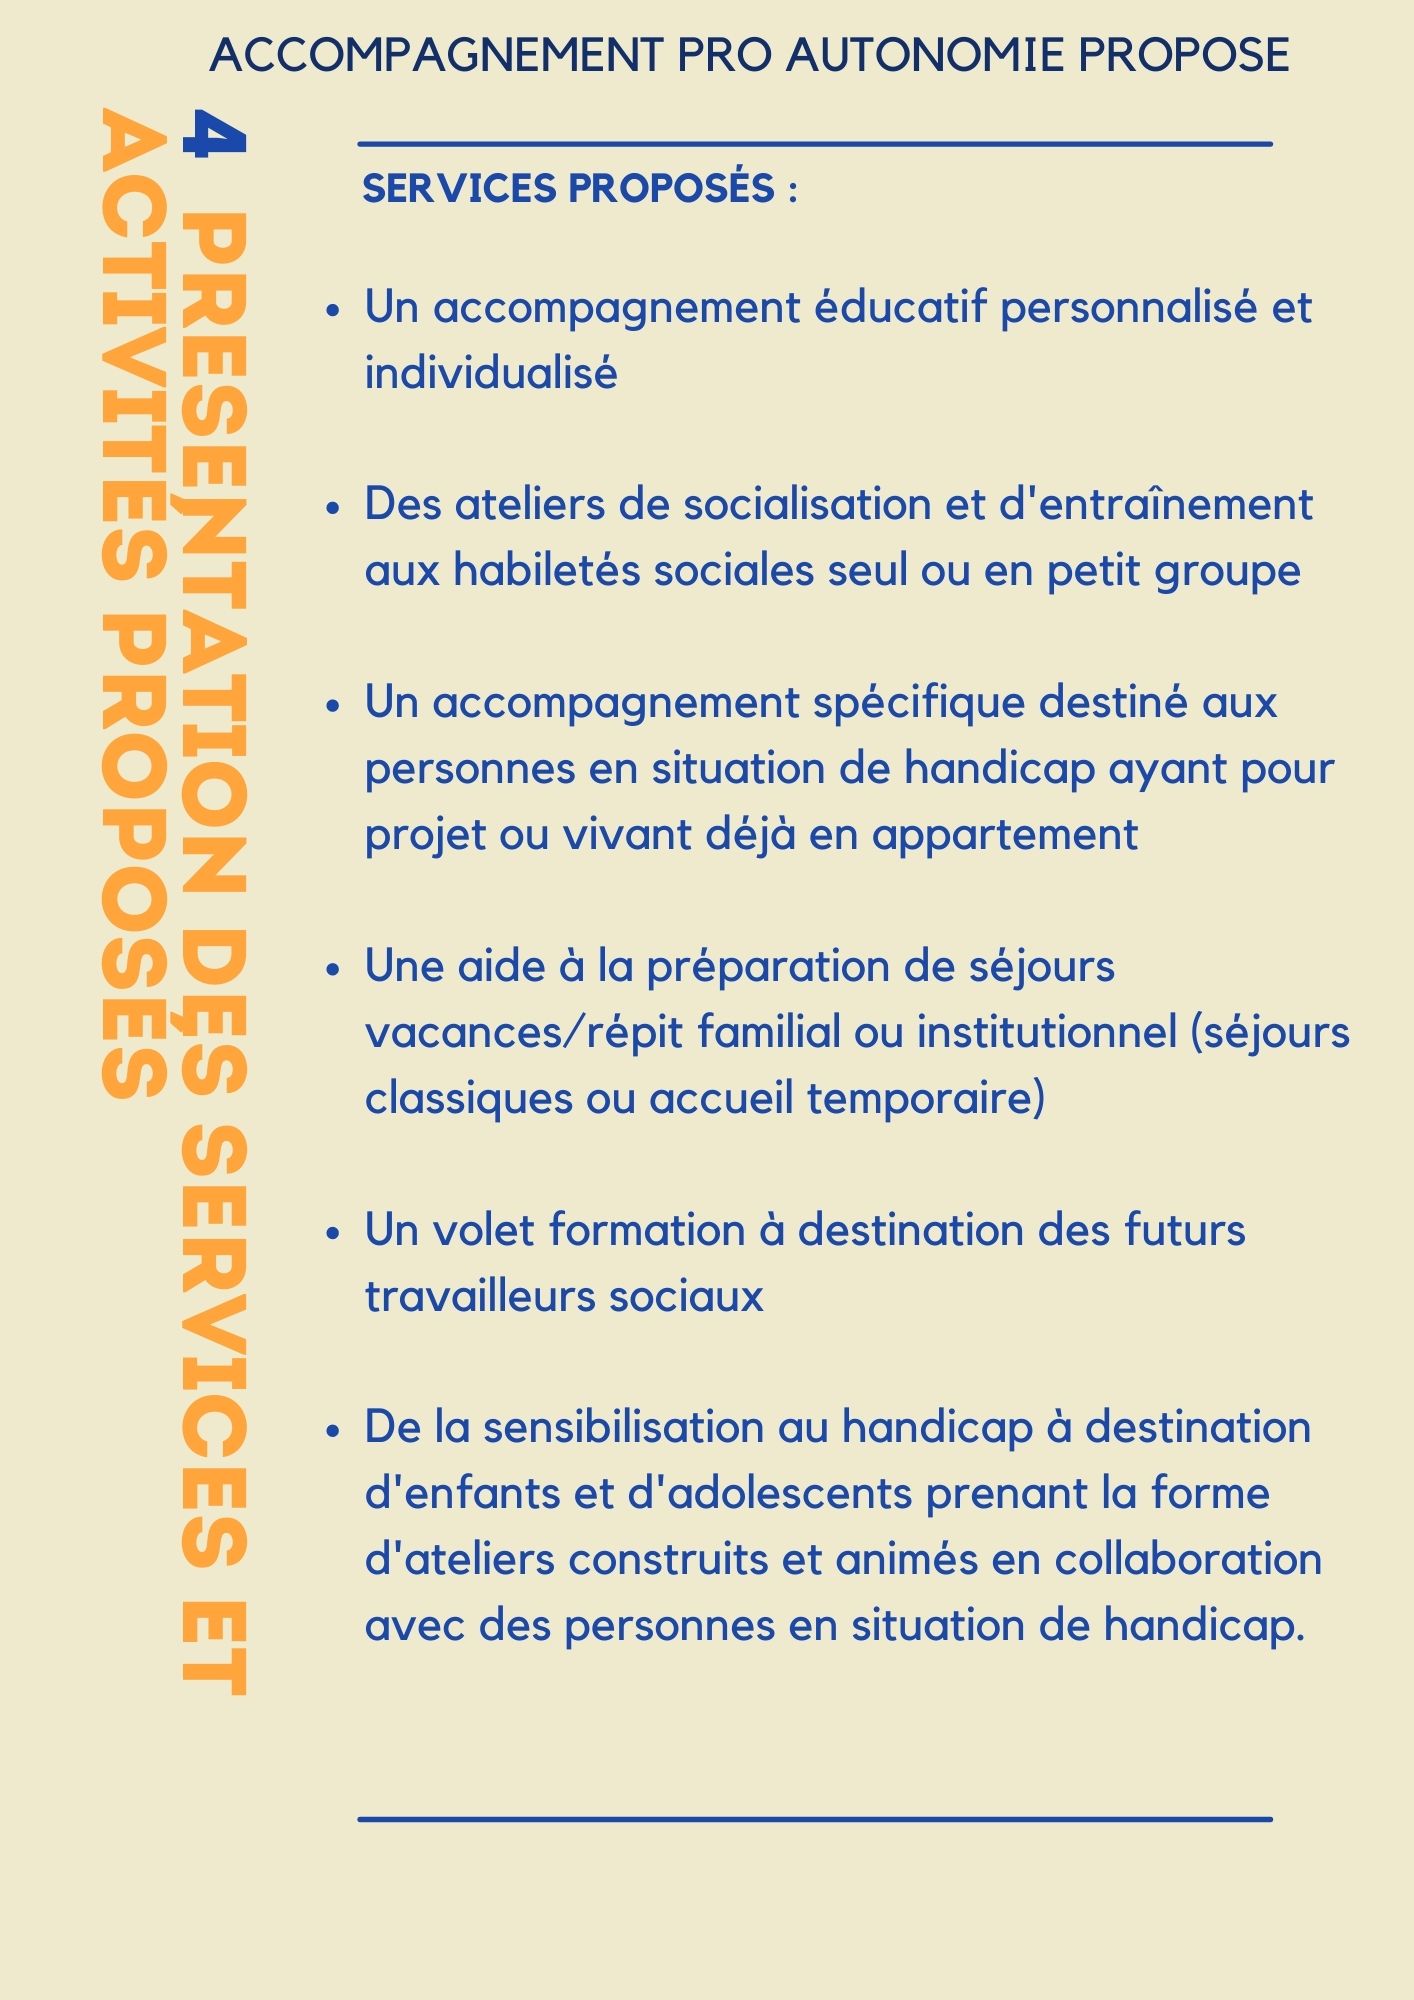 ACCOMPAGNEMENT PRO AUTONOMIE PROPOSE
4 PRESENTATION DES SERVICES ET
ACTIVITÉS PROPOSÉS
SERVICES PROPOSÉS :
• Un accompagnement éducatif personnalisé et
individualisé
• Des ateliers de socialisation et d'entraînement
aux habiletés sociales seul ou en petit groupe
• Un accompagnement spécifique destiné aux
personnes en situation de handicap ayant pour
projet ou vivant déjà en appartement
• Une aide à la préparation de séjours
vacances/répit familial ou institutionnel (séjours
classiques ou accueil temporaire)
• Un volet formation à destination des futurs
travailleurs sociaux
• De la sensibilisation au handicap à destination
d'enfants et d'adolescents prenant la forme
d'ateliers construits et animés en collaboration
avec des personnes en situation de handicap.